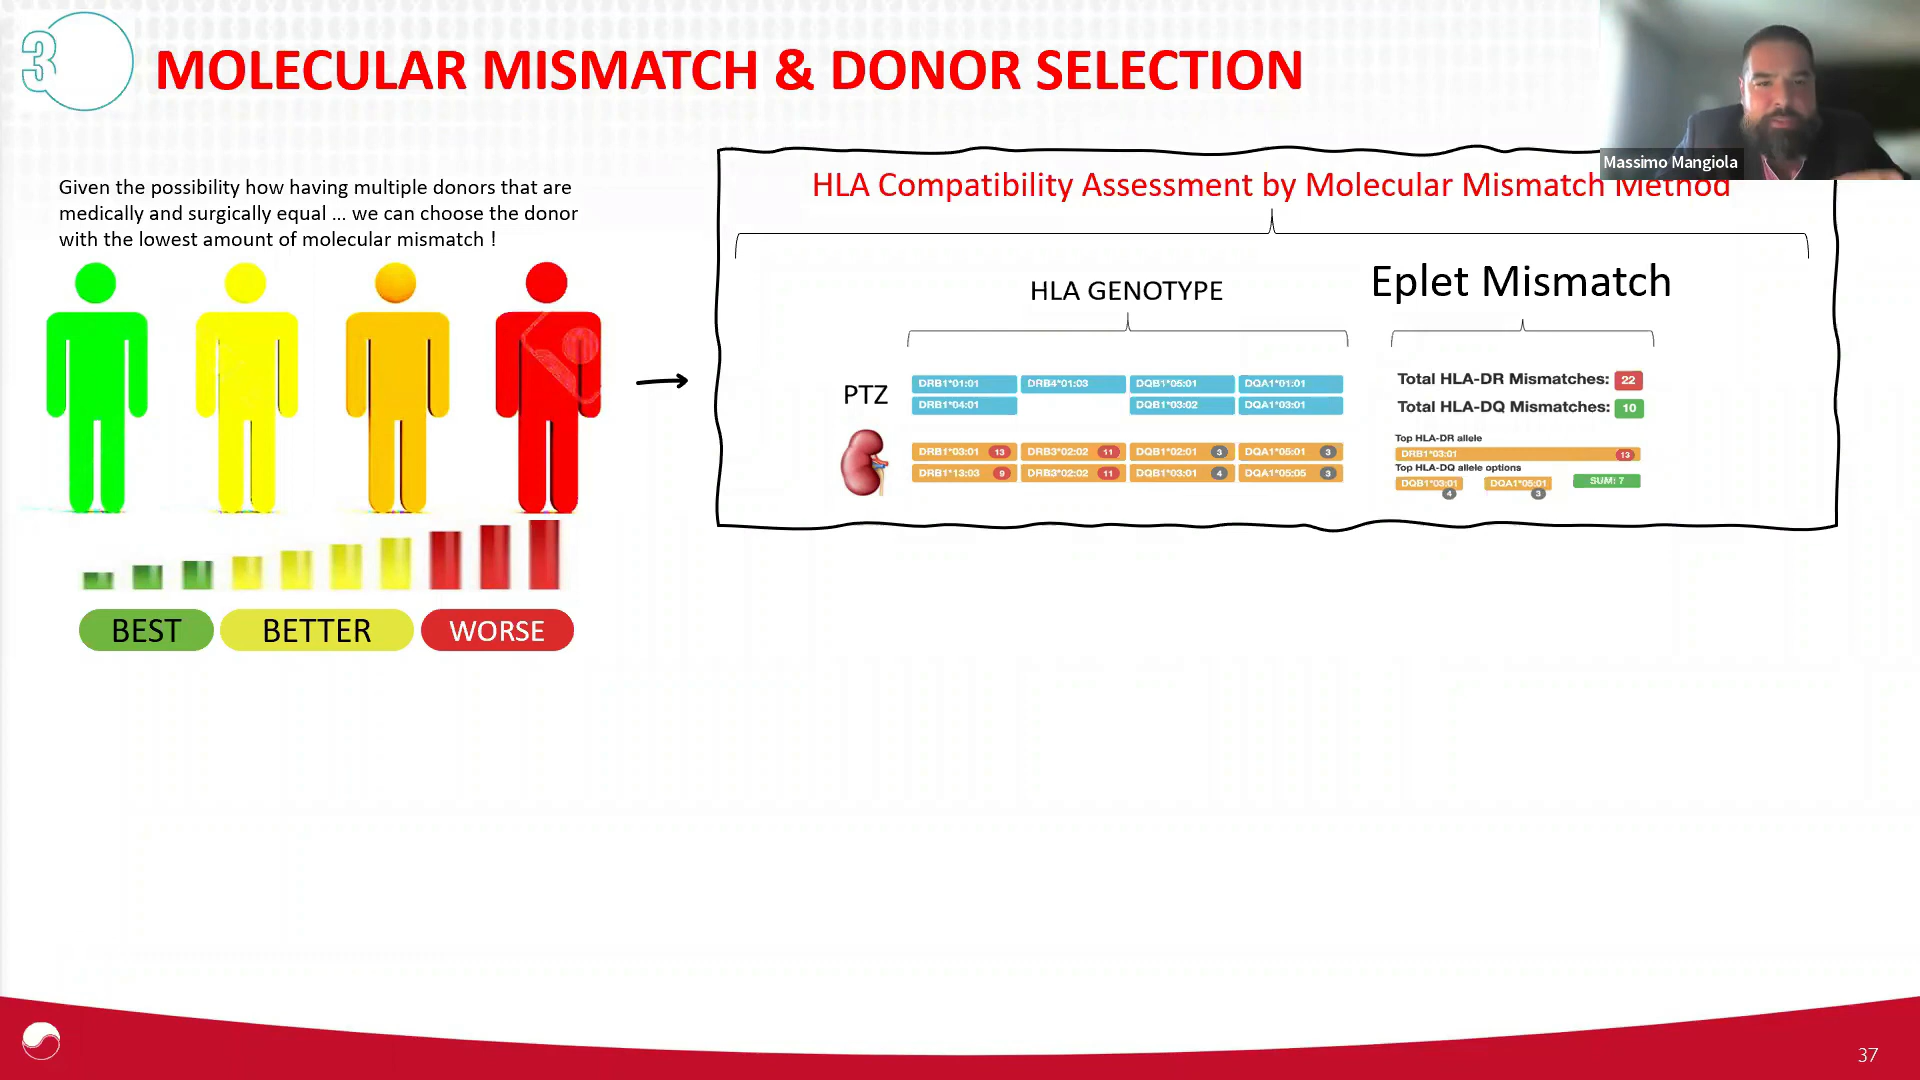 3
MOLECULAR MISMATCH & DONOR SELECTION
Massimo Mangiola
Given the possibility how having multiple donors that are
medically and surgically equal ... we can choose the donor
with the lowest amount of molecular mismatch !
BEST
BETTER
WORSE
HLA Compatibility Assessment by Molecular Mismatch Method
HLA GENOTYPE
Eplet Mismatch
PTZ
DRB1*01:01 DRB4*01:03 DQB1*05:01 DQA1*01:01
DRB1*04:01 DQB1*03:02 DQA1*03:01
DRB1*03:01 13 DRB3*02:02 11 DQB1*02:01 3 DQA1*05:01 3
DRB1*13:03 9 DRB3*02:02 11 DQB1*03:01 4 DQA1*05:05 3
Total HLA-DR Mismatches: 22
Total HLA-DQ Mismatches: 10
Top HLA-DR allele
DRB1*03:01 13
Top HLA-DQ allele options
DQB1*03:01 4 DQA1*05:01 3 SUM: 7
37